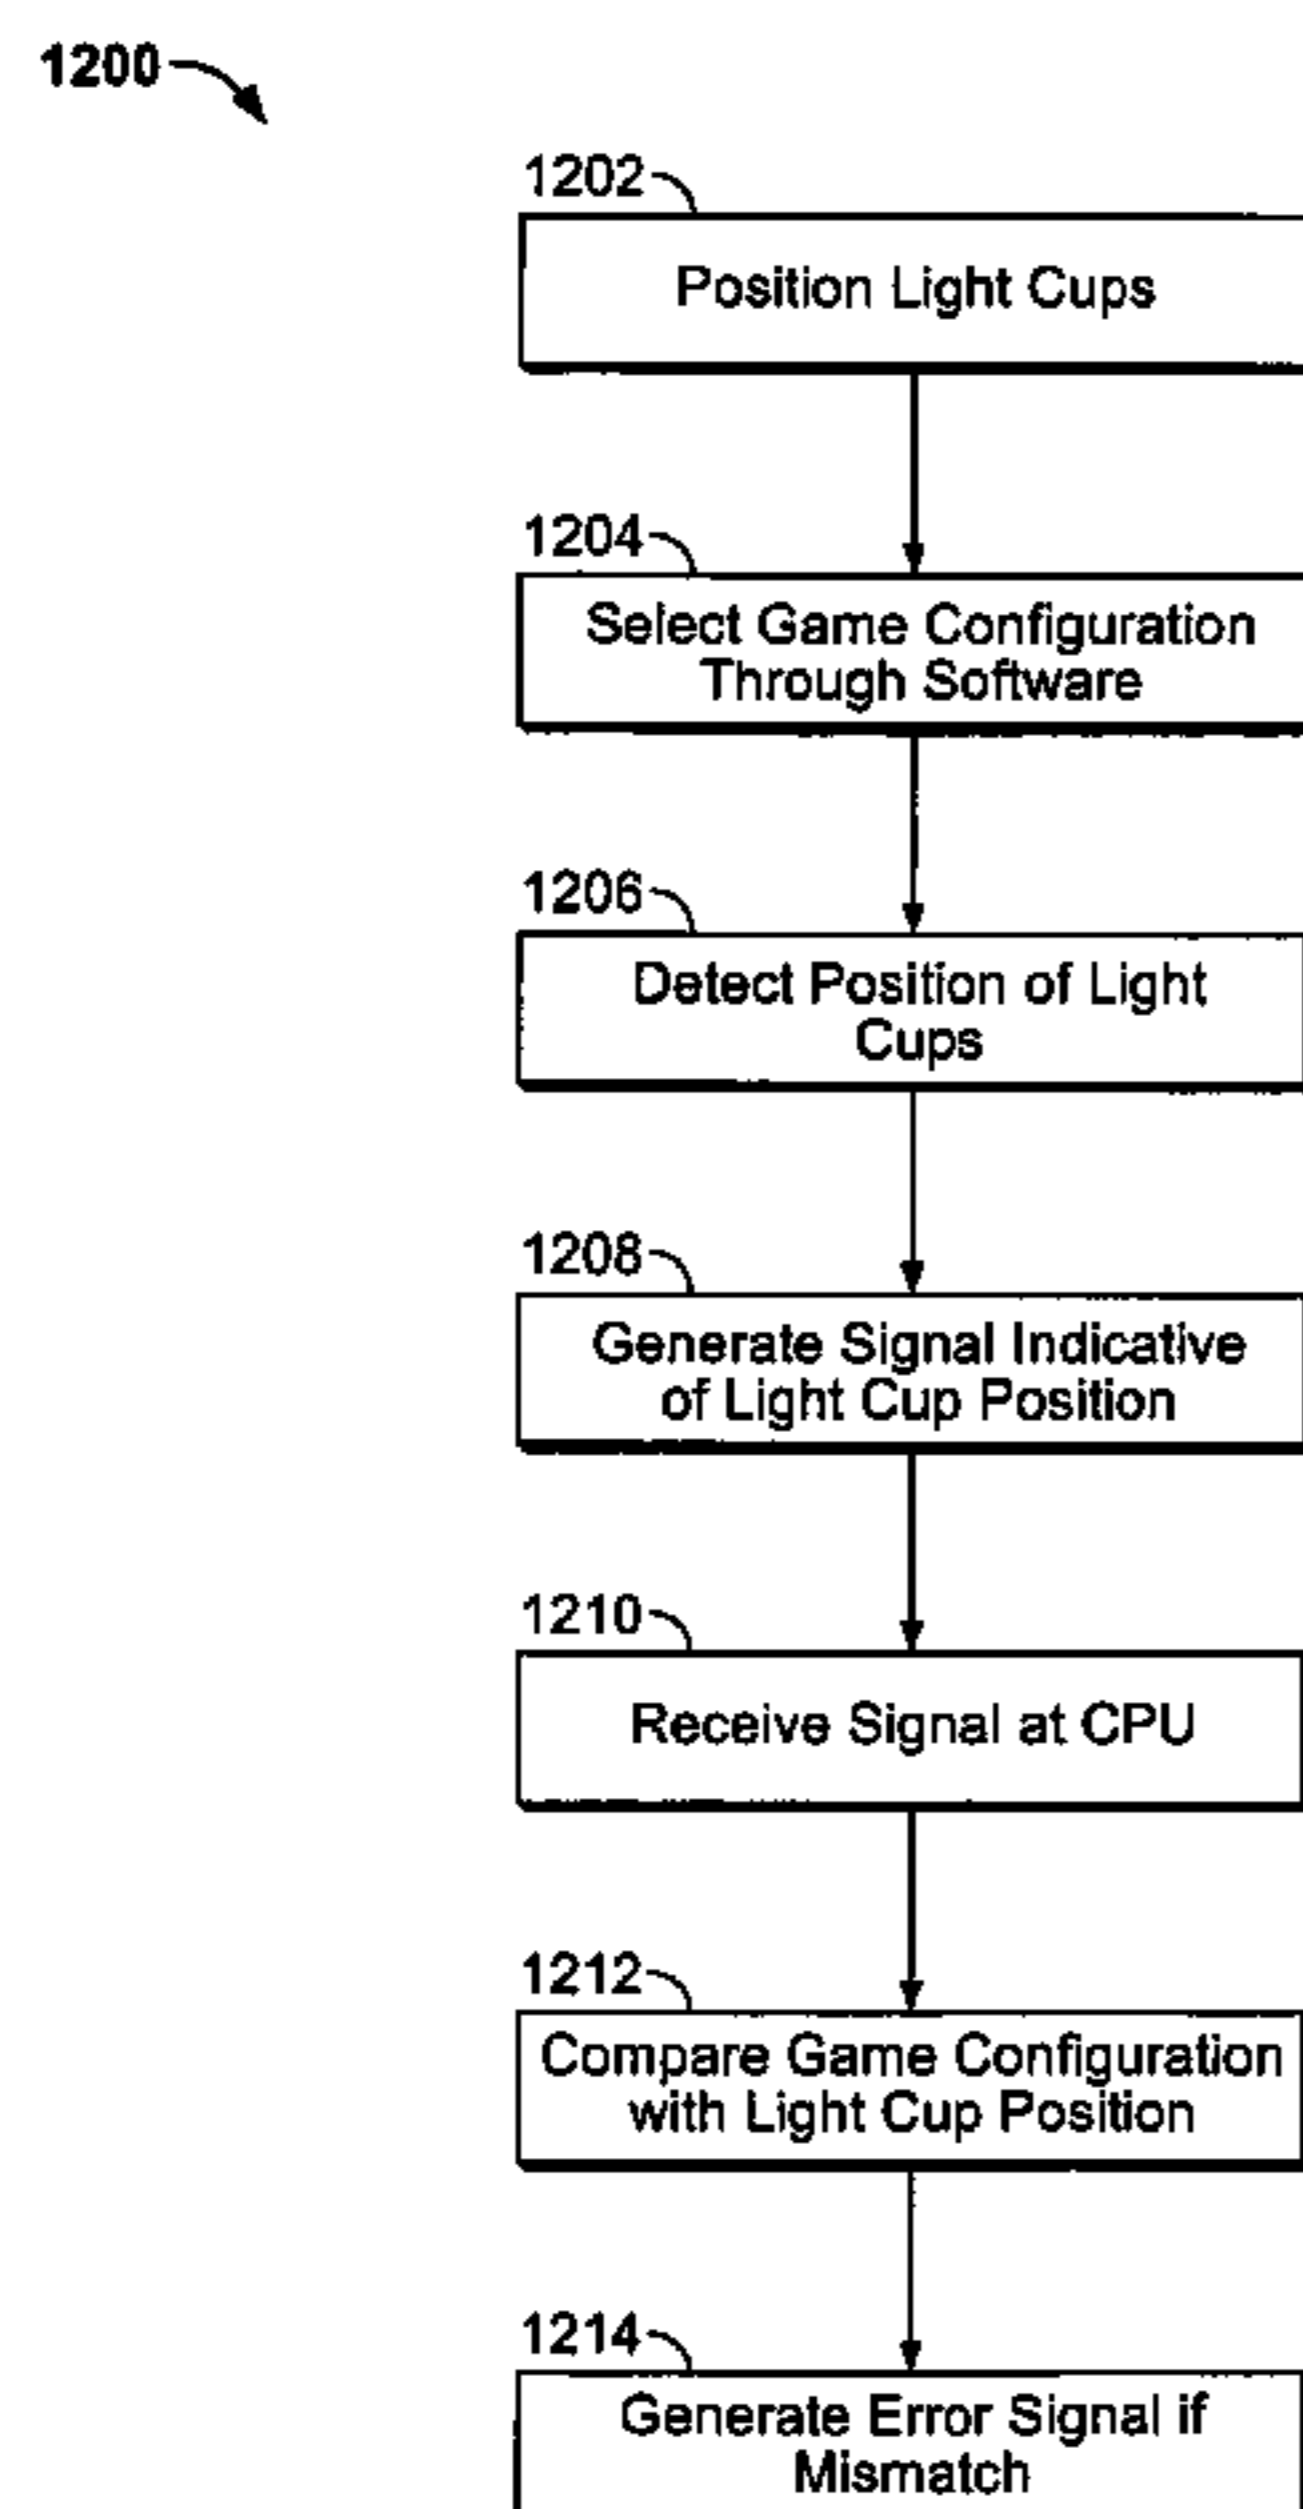 1200
1202
Position Light Cups
1204
Select Game Configuration
Through Software
1206
Detect Position of Light
Cups
1208
Generate Signal Indicative
of Light Cup Position
1210
Receive Signal at CPU
1212
Compare Game Configuration
with Light Cup Position
1214
Generate Error Signal if
Mismatch